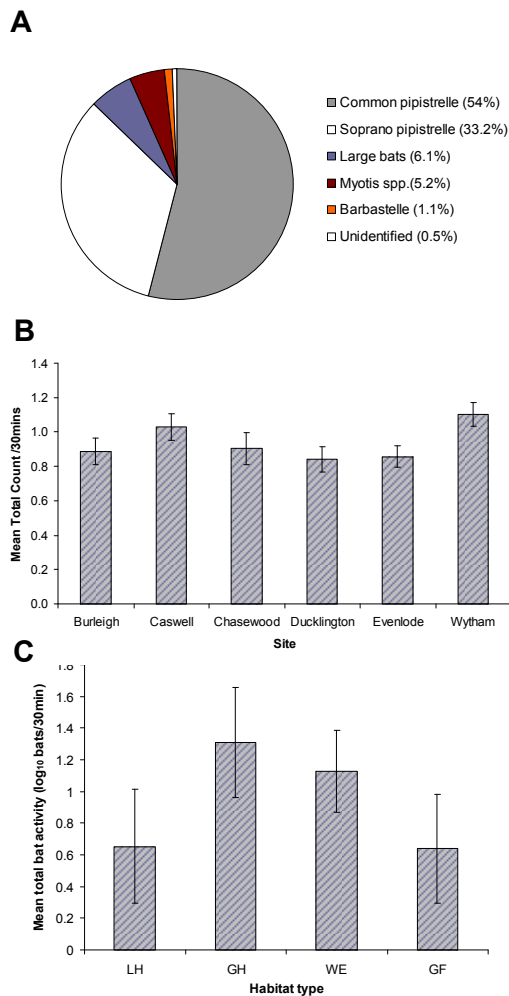 A
Common pipistrelle (54%)
Soprano pipistrelle (33.2%)
Large bats (6.1%)
Myotis spp.(5.2%)
Barbastelle (1.1%)
Unidentified (0.5%)
B
Mean Total Count /30mins
1.4
1.2
1.0
0.8
0.6
0.4
0.2
0.0
Burleigh Caswell Chasewood Ducklington Evenlode Wytham
Site
C
Mean total bat activity (log₁₀ bats/30min)
1.8
1.6
1.4
1.2
1
0.8
0.6
0.4
0.2
0
LH GH WE GF
Habitat type